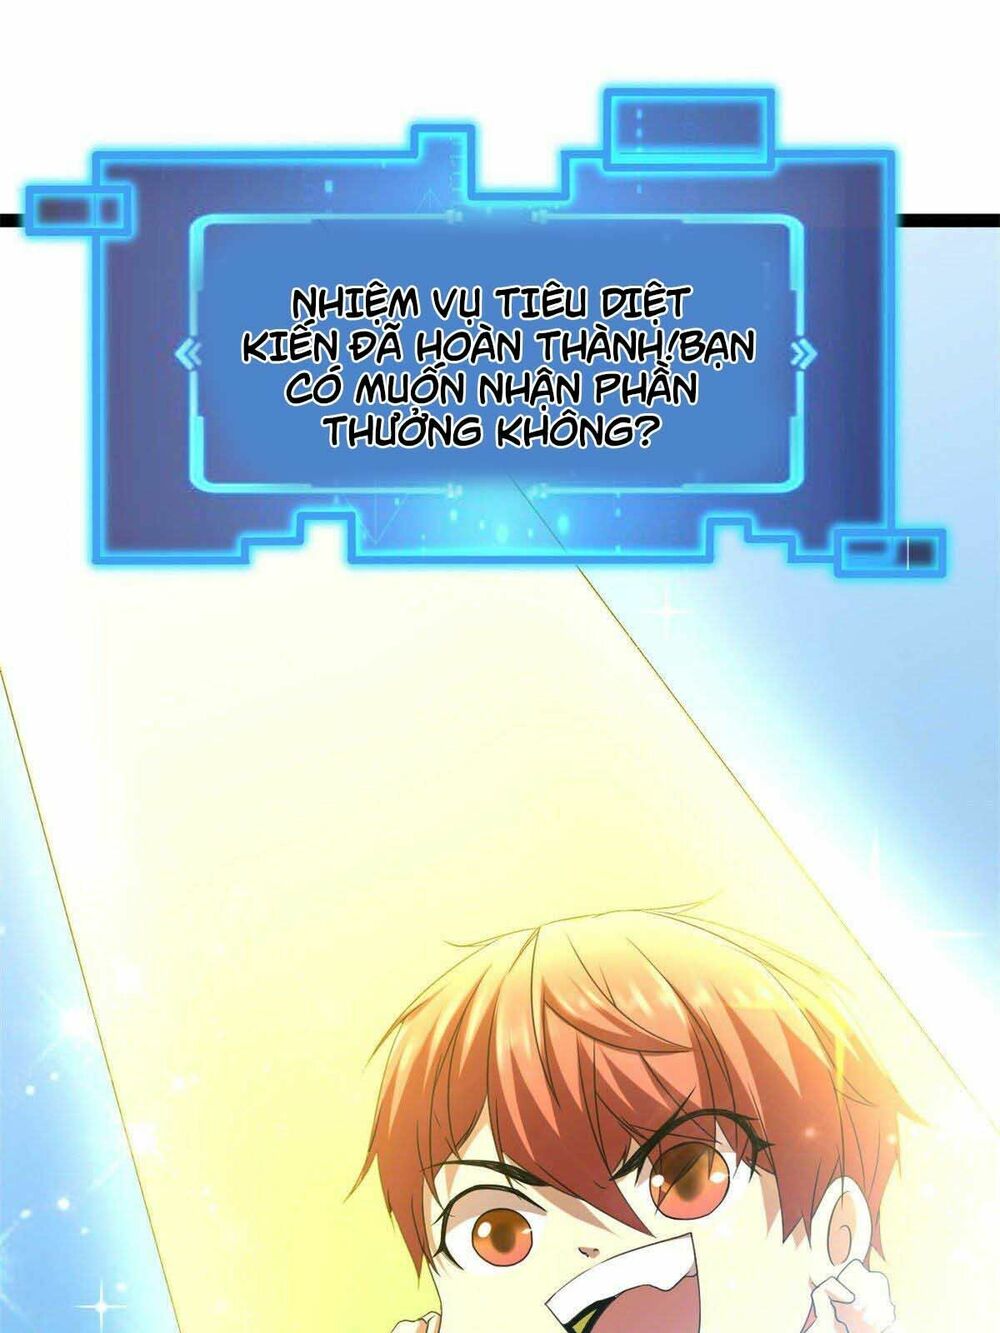 NHIỆM VỤ TIÊU DIỆT
KIẾN ĐÃ HOÀN THÀNH!BẠN
CÓ MUỐN NHẬN PHẦN
THƯỞNG KHÔNG?